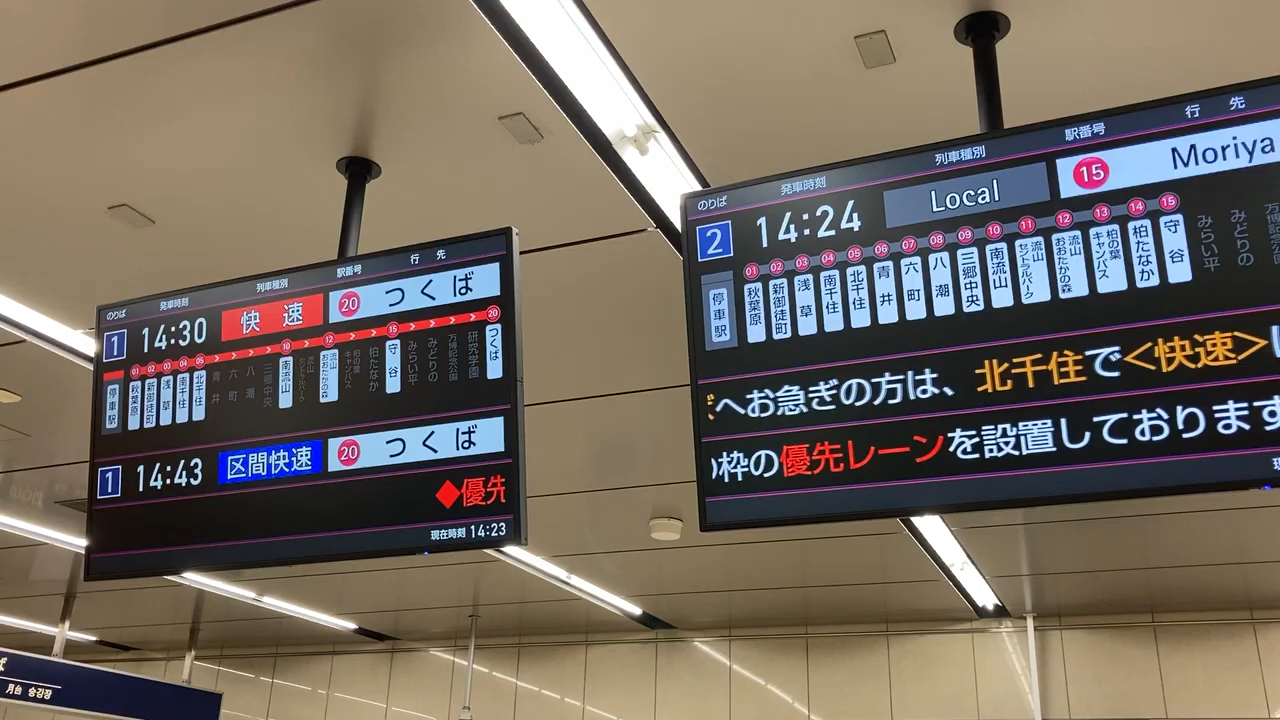 のりば 発車時刻 列車種別 駅番号 行先
1 14:30 快速 20 つくば
01 02 03 04 05 10 12 15 20
停車駅 秋葉原 新御徒町 浅草 南千住 北千住 青井 六町 八潮 三郷中央 南流山 流山セントラルパーク 流山おおたかの森 柏の葉キャンパス 柏たなか 守谷 みらい平 みどりの 万博記念公園 研究学園 つくば
1 14:43 区間快速 20 つくば
◆優先
現在時刻 14:23
のりば 発車時刻 列車種別 駅番号 行先
2 14:24 Local 15 Moriya
01 02 03 04 05 06 07 08 09 10 11 12 13 14 15
停車駅 秋葉原 新御徒町 浅草 南千住 北千住 青井 六町 八潮 三郷中央 南流山 流山セントラルパーク 流山おおたかの森 柏の葉キャンパス 柏たなか 守谷 みらい平 みどりの
へお急ぎの方は、北千住で<快速>
枠の優先レーンを設置しております
ば
月台 승강장